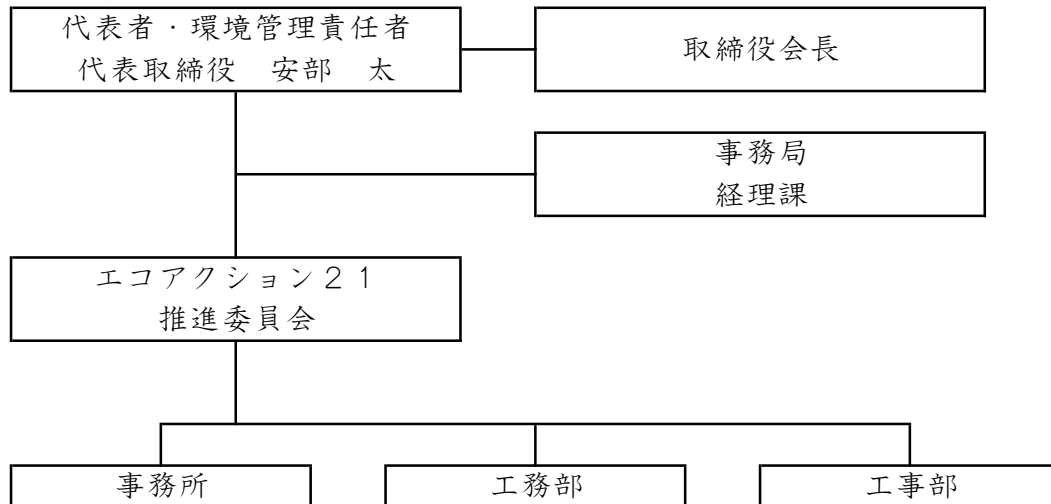 代表者・環境管理責任者
代表取締役　安部　太
取締役会長
事務局
経理課
エコアクション２１
推進委員会
事務所
工務部
工事部